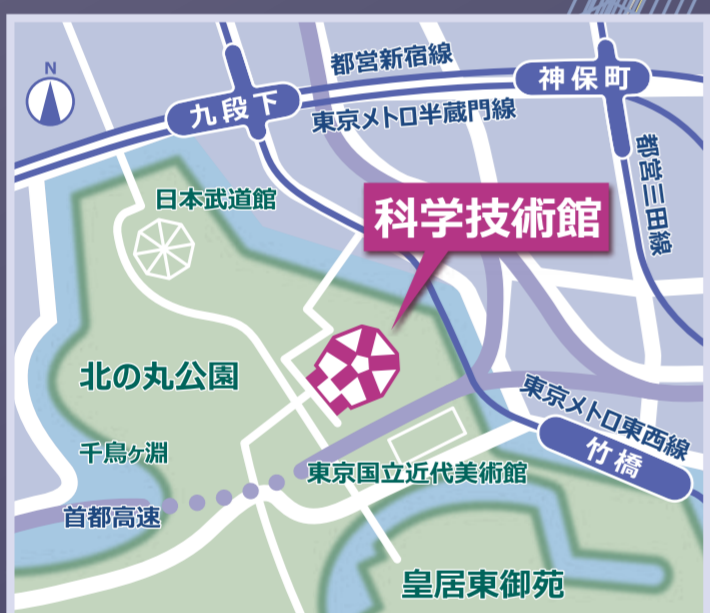 N
都営新宿線
神保町
九段下
東京メトロ半蔵門線
都営三田線
日本武道館
科学技術館
北の丸公園
東京メトロ東西線
竹橋
千鳥ヶ淵
東京国立近代美術館
首都高速
皇居東御苑